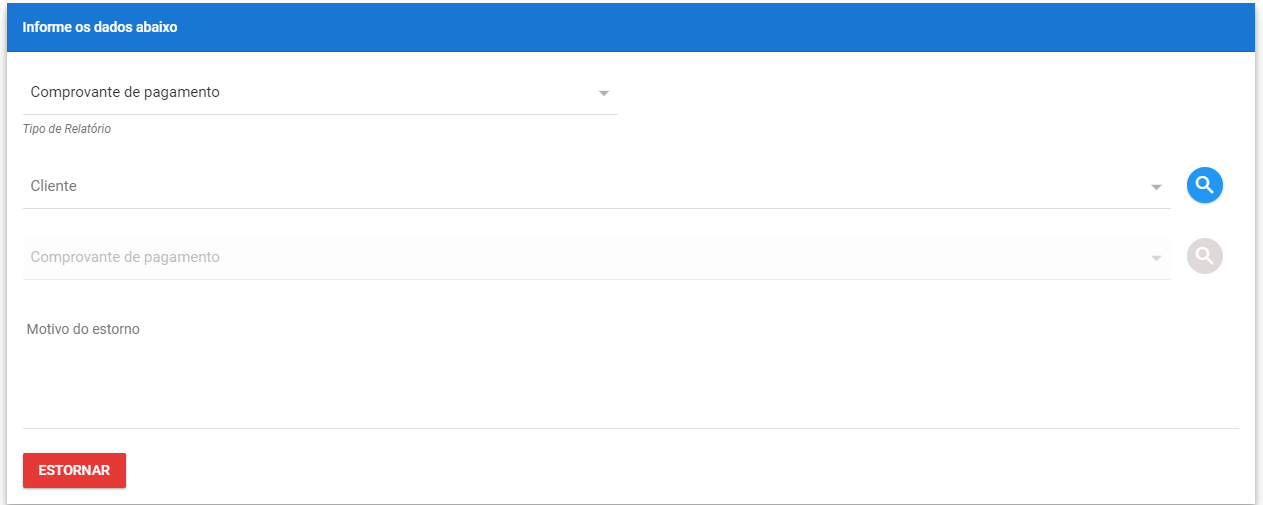 Informe os dados abaixo
Comprovante de pagamento
Tipo de Relatório
Cliente
Comprovante de pagamento
Motivo do estorno
ESTORNAR